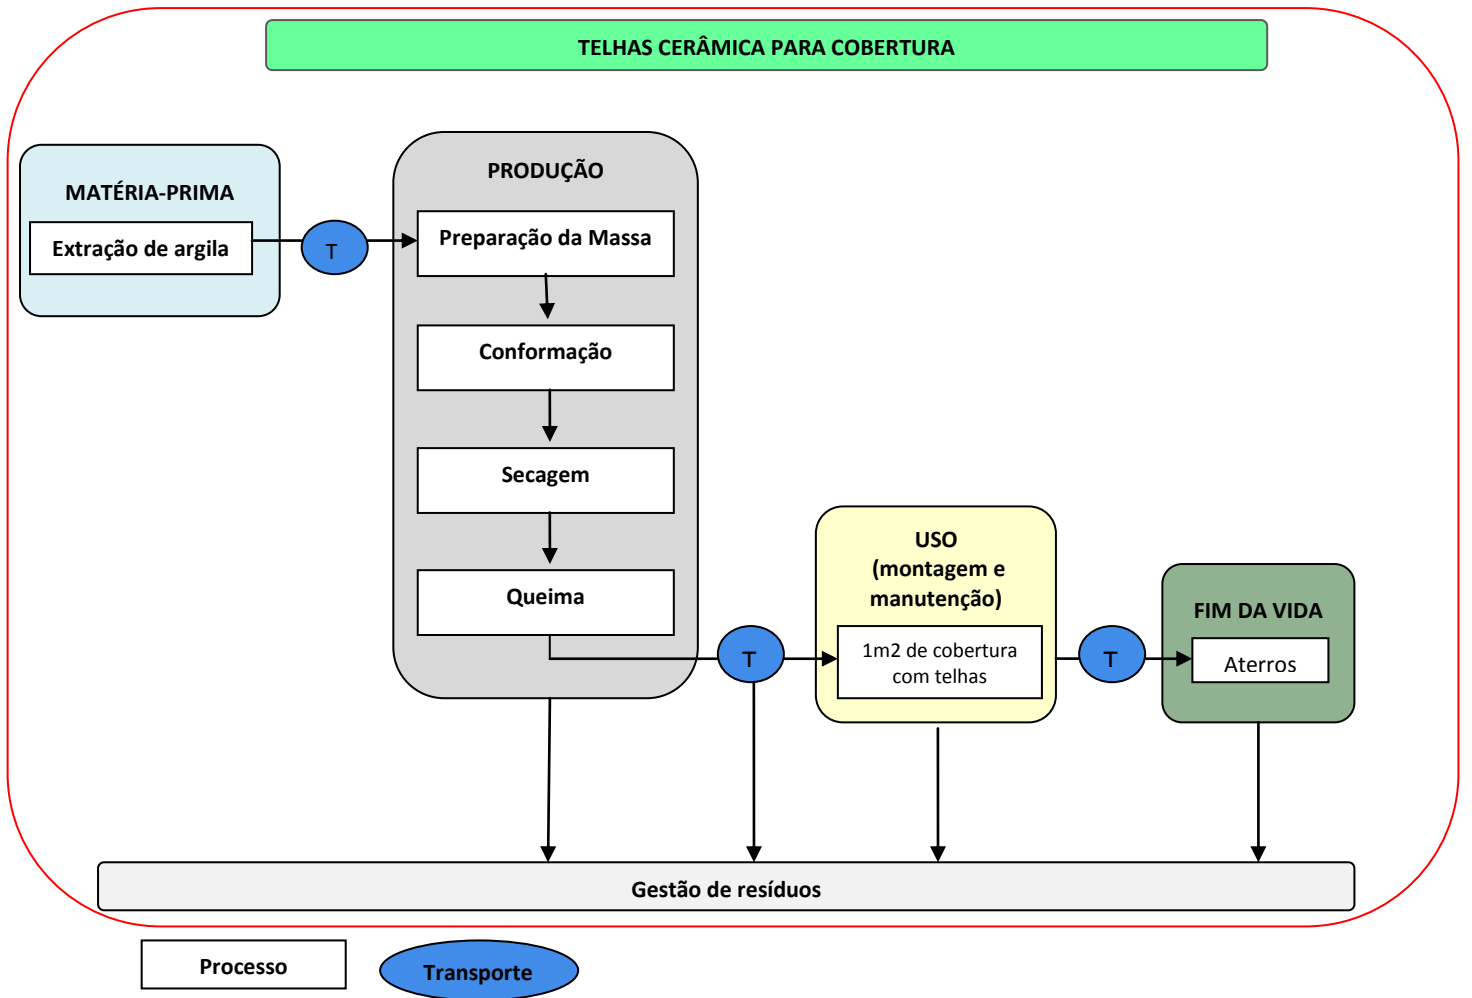 TELHAS CERÂMICA PARA COBERTURA
MATÉRIA-PRIMA
Extração de argila
T
PRODUÇÃO
Preparação da Massa
Conformação
Secagem
Queima
T
USO
(montagem e
manutenção)
1m2 de cobertura
com telhas
T
FIM DA VIDA
Aterros
Gestão de resíduos
Processo
Transporte